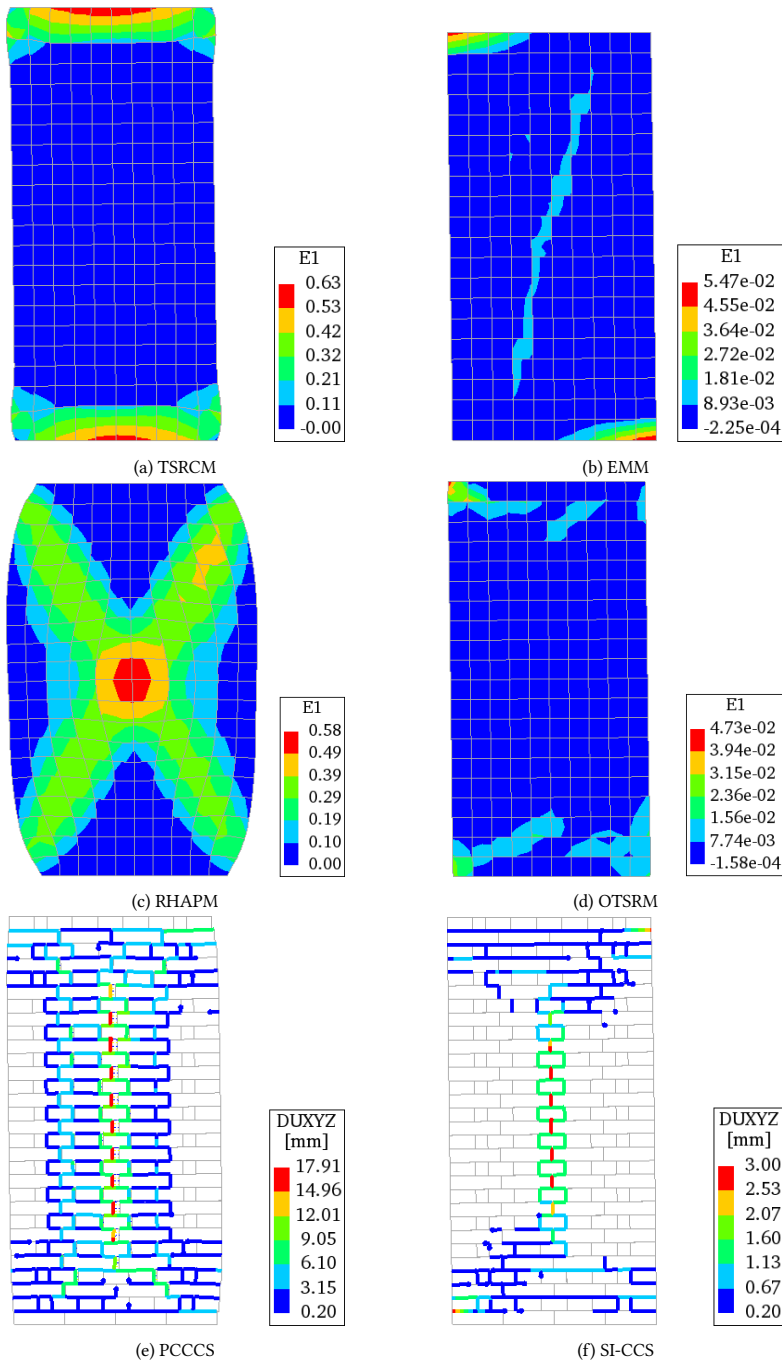 E1
0.63
0.53
0.42
0.32
0.21
0.11
-0.00
(a) TSRCM
E1
5.47e-02
4.55e-02
3.64e-02
2.72e-02
1.81e-02
8.93e-03
-2.25e-04
(b) EMM
E1
0.58
0.49
0.39
0.29
0.19
0.10
0.00
(c) RHAPM
E1
4.73e-02
3.94e-02
3.15e-02
2.36e-02
1.56e-02
7.74e-03
-1.58e-04
(d) OTSRM
DUXYZ
[mm]
17.91
14.96
12.01
9.05
6.10
3.15
0.20
(e) PCCCS
DUXYZ
[mm]
3.00
2.53
2.07
1.60
1.13
0.67
0.20
(f) SI-CCS